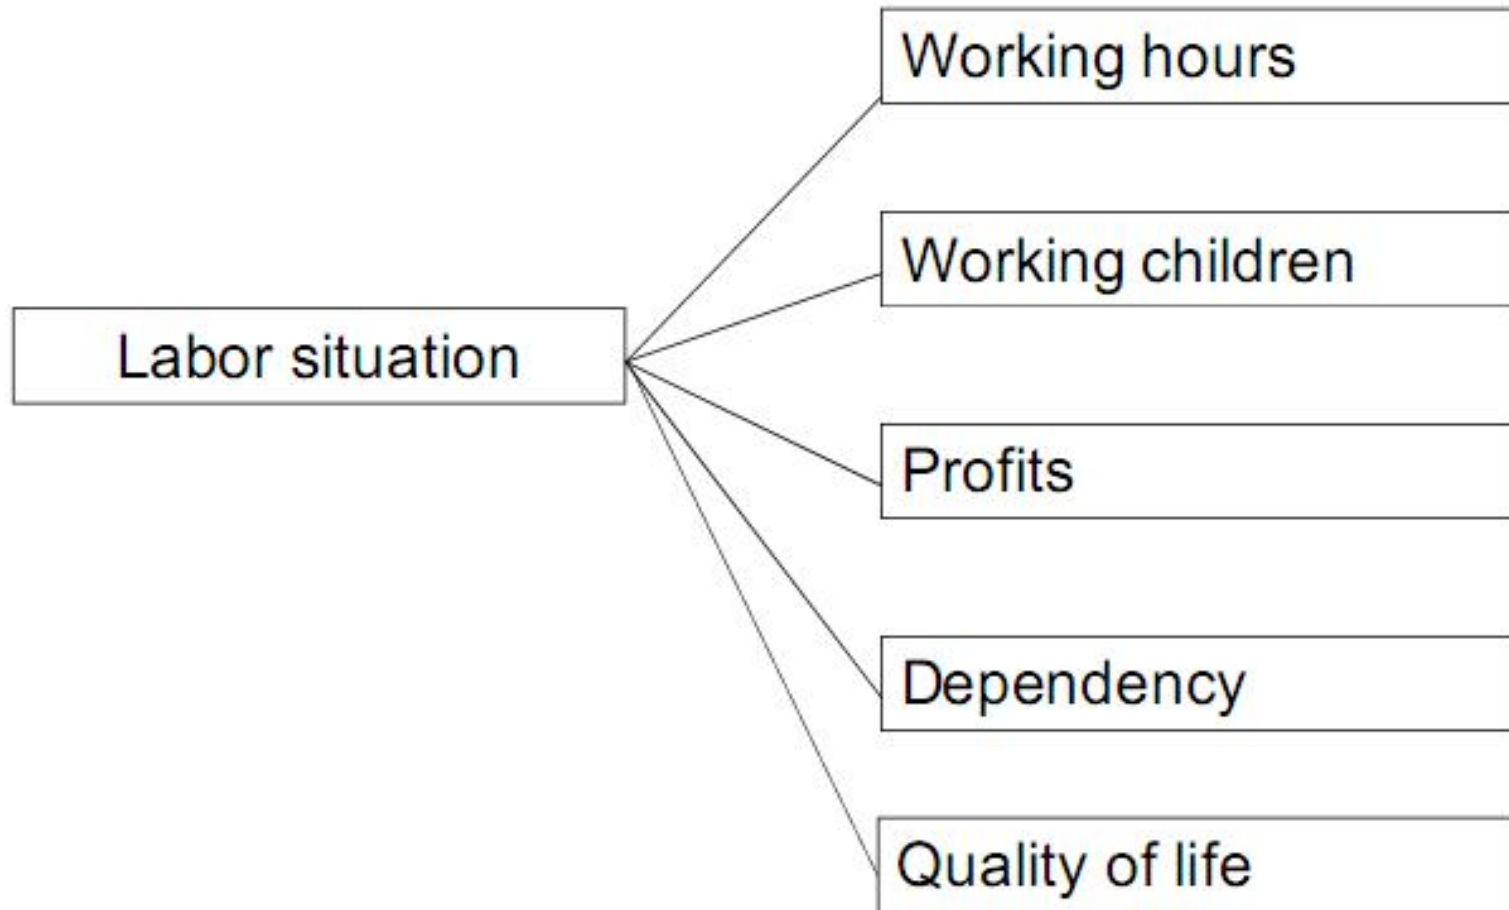 Working hours
Working children
Labor situation
Profits
Dependency
Quality of life